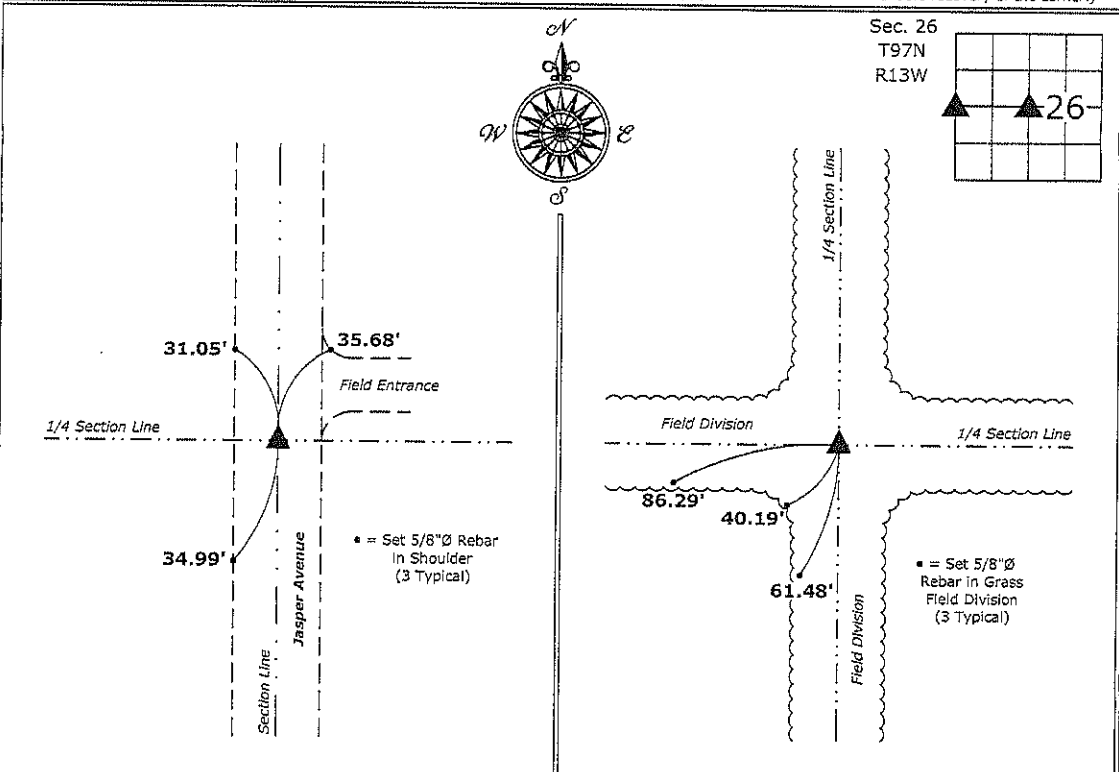 N
W
E
S
Sec. 26
T97N
R13W
26
31.05'
35.68'
Field Entrance
1/4 Section Line
34.99'
Section Line
Jasper Avenue
• = Set 5/8"Ø Rebar
in Shoulder
(3 Typical)
1/4 Section Line
Field Division
1/4 Section Line
86.29'
40.19'
61.48'
Field Division
• = Set 5/8"Ø
Rebar in Grass
Field Division
(3 Typical)